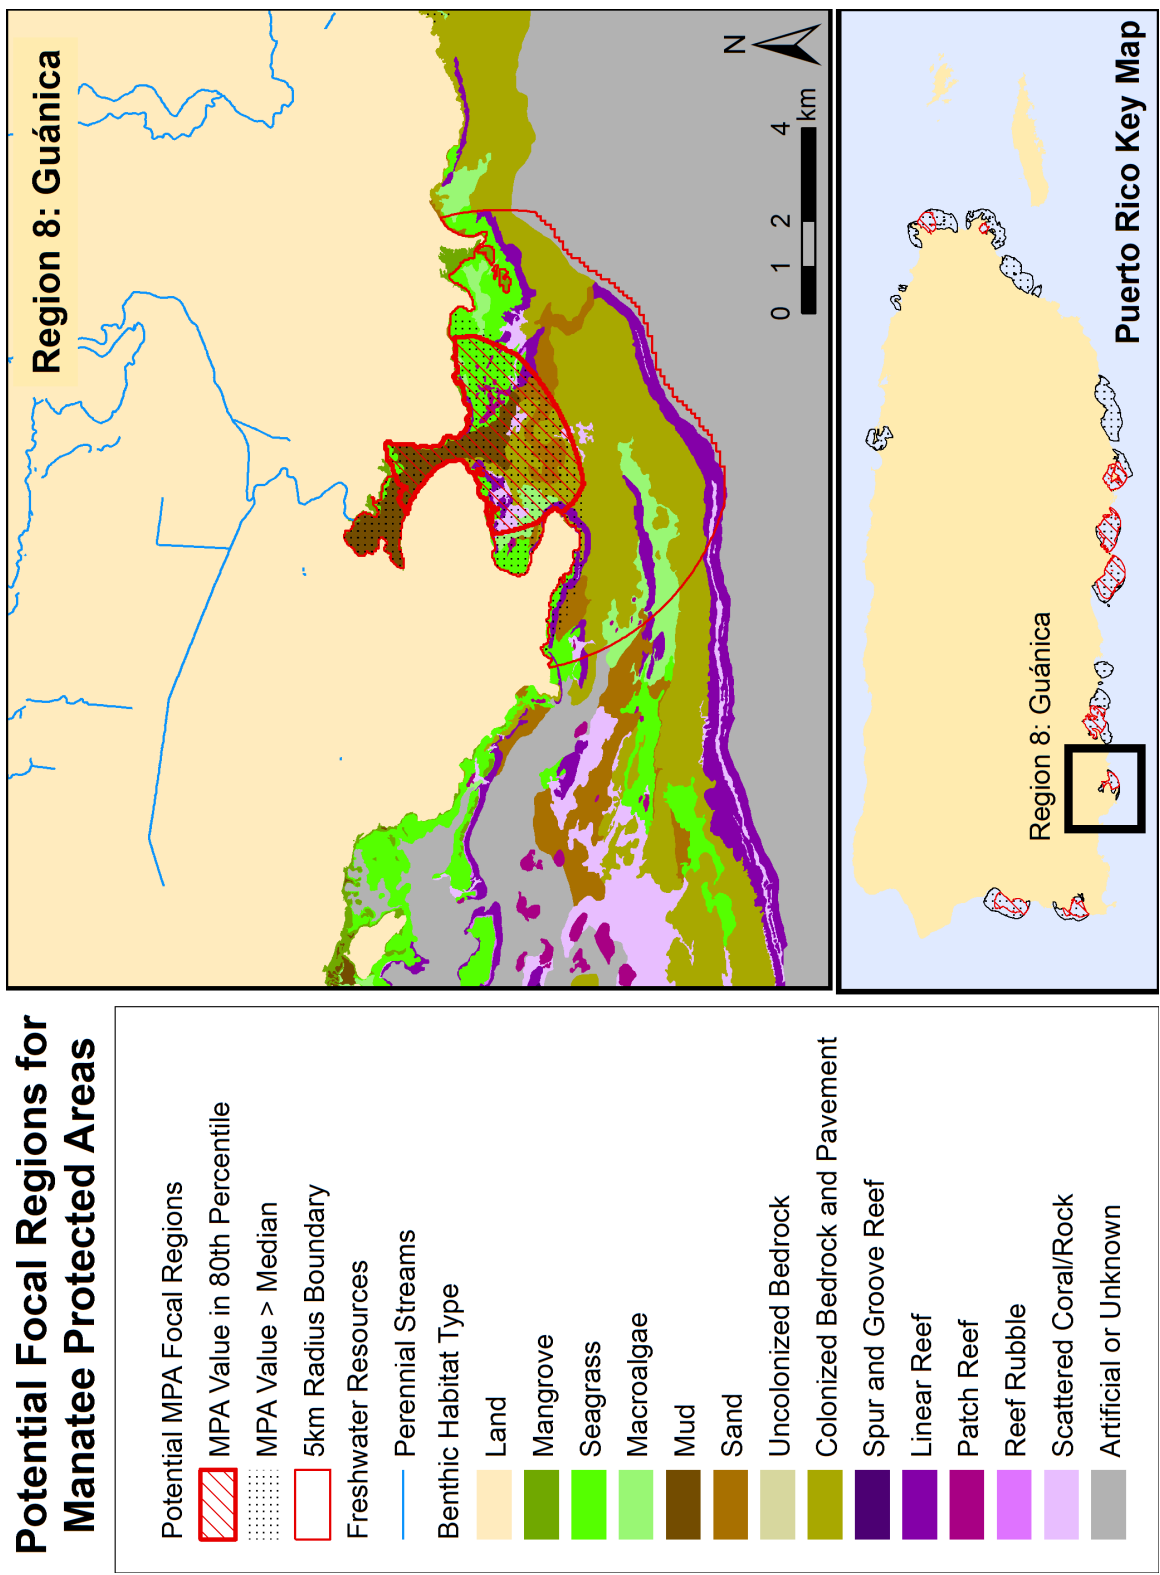 Potential Focal Regions for
Manatee Protected Areas
Potential MPA Focal Regions
MPA Value in 80th Percentile
MPA Value > Median
5km Radius Boundary
Freshwater Resources
Perennial Streams
Benthic Habitat Type
Land
Mangrove
Seagrass
Macroalgae
Mud
Sand
Uncolonized Bedrock
Colonized Bedrock and Pavement
Spur and Groove Reef
Linear Reef
Patch Reef
Reef Rubble
Scattered Coral/Rock
Artificial or Unknown
Region 8: Guánica
N
0 1 2 4
km
Region 8: Guánica
Puerto Rico Key Map